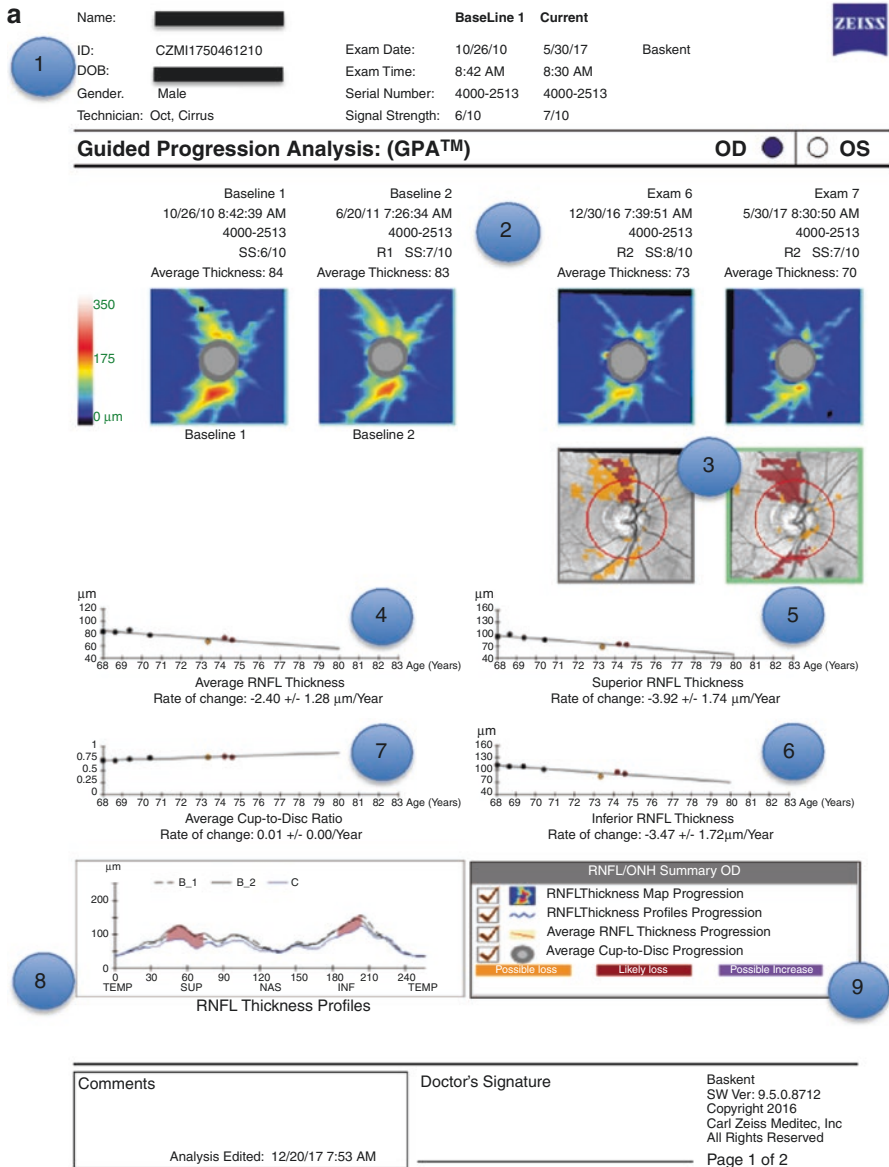 a
Name:
BaseLine 1 Current
ZEISS
1
ID: CZMI1750461210 Exam Date: 10/26/10 5/30/17 Baskent
DOB: Exam Time: 8:42 AM 8:30 AM
Gender. Male Serial Number: 4000-2513 4000-2513
Technician: Oct, Cirrus Signal Strength: 6/10 7/10
Guided Progression Analysis: (GPA™) OD OS
Baseline 1 Baseline 2 Exam 6 Exam 7
10/26/10 8:42:39 AM 6/20/11 7:26:34 AM 2 12/30/16 7:39:51 AM 5/30/17 8:30:50 AM
4000-2513 4000-2513 4000-2513 4000-2513
SS:6/10 R1 SS:7/10 R2 SS:8/10 R2 SS:7/10
Average Thickness: 84 Average Thickness: 83 Average Thickness: 73 Average Thickness: 70
350
175
0 µm
Baseline 1 Baseline 2
3
µm
120
100
80
60
40
68 69 70 71 72 73 74 75 76 77 78 79 80 81 82 83 Age (Years)
4
Average RNFL Thickness
Rate of change: -2.40 +/- 1.28 µm/Year
µm
160
130
100
70
40
68 69 70 71 72 73 74 75 76 77 78 79 80 81 82 83 Age (Years)
5
Superior RNFL Thickness
Rate of change: -3.92 +/- 1.74 µm/Year
1
0.75
0.5
0.25
0
68 69 70 71 72 73 74 75 76 77 78 79 80 81 82 83 Age (Years)
7
Average Cup-to-Disc Ratio
Rate of change: 0.01 +/- 0.00/Year
µm
160
130
100
70
40
68 69 70 71 72 73 74 75 76 77 78 79 80 81 82 83 Age (Years)
6
Inferior RNFL Thickness
Rate of change: -3.47 +/- 1.72µm/Year
µm
200
100
0
B_1 B_2 C
0 30 60 90 150 180 210 240
TEMP SUP NAS INF TEMP
8
RNFL Thickness Profiles
RNFL/ONH Summary OD
RNFLThickness Map Progression
RNFLThickness Profiles Progression
Average RNFL Thickness Progression
Average Cup-to-Disc Progression
Possible loss Likely loss Possible Increase
9
Comments
Analysis Edited: 12/20/17 7:53 AM
Doctor's Signature
Baskent
SW Ver: 9.5.0.8712
Copyright 2016
Carl Zeiss Meditec, Inc
All Rights Reserved
Page 1 of 2